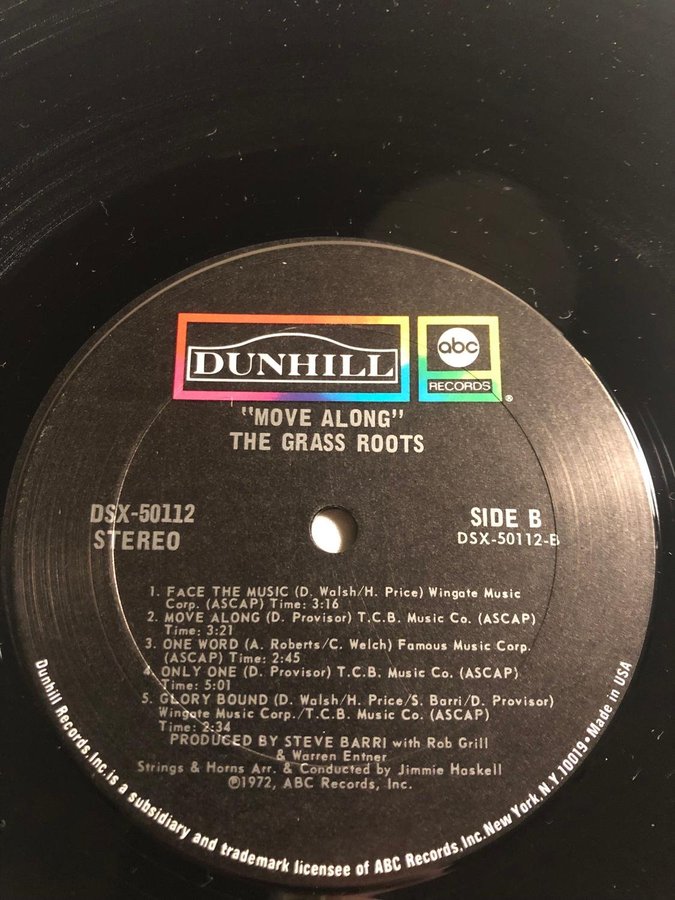 DUNHILL
abc
RECORDS
®
"MOVE ALONG"
THE GRASS ROOTS
DSX-50112
STEREO
SIDE B
DSX-50112-B
1. FACE THE MUSIC (D. Walsh/H. Price) Wingate Music
Corp. (ASCAP) Time: 3:16
2. MOVE ALONG (D. Provisor) T.C.B. Music Co. (ASCAP)
Time: 3:21
3. ONE WORD (A. Roberts/C. Welch) Famous Music Corp.
(ASCAP) Time: 2:45
4. ONLY ONE (D. Provisor) T.C.B. Music Co. (ASCAP)
Time: 5:01
5. GLORY BOUND (D. Walsh/H. Price/S. Barri/D. Provisor)
Wingate Music Corp./T.C.B. Music Co. (ASCAP)
Time: 2:34
PRODUCED BY STEVE BARRI with Rob Grill
& Warren Entner
Strings & Horns Arr. & Conducted by Jimmie Haskell
℗1972, ABC Records, Inc.
Dunhill Records, Inc. is a subsidiary and trademark licensee of ABC Records, Inc. New York, N.Y. 10019 • Made in USA